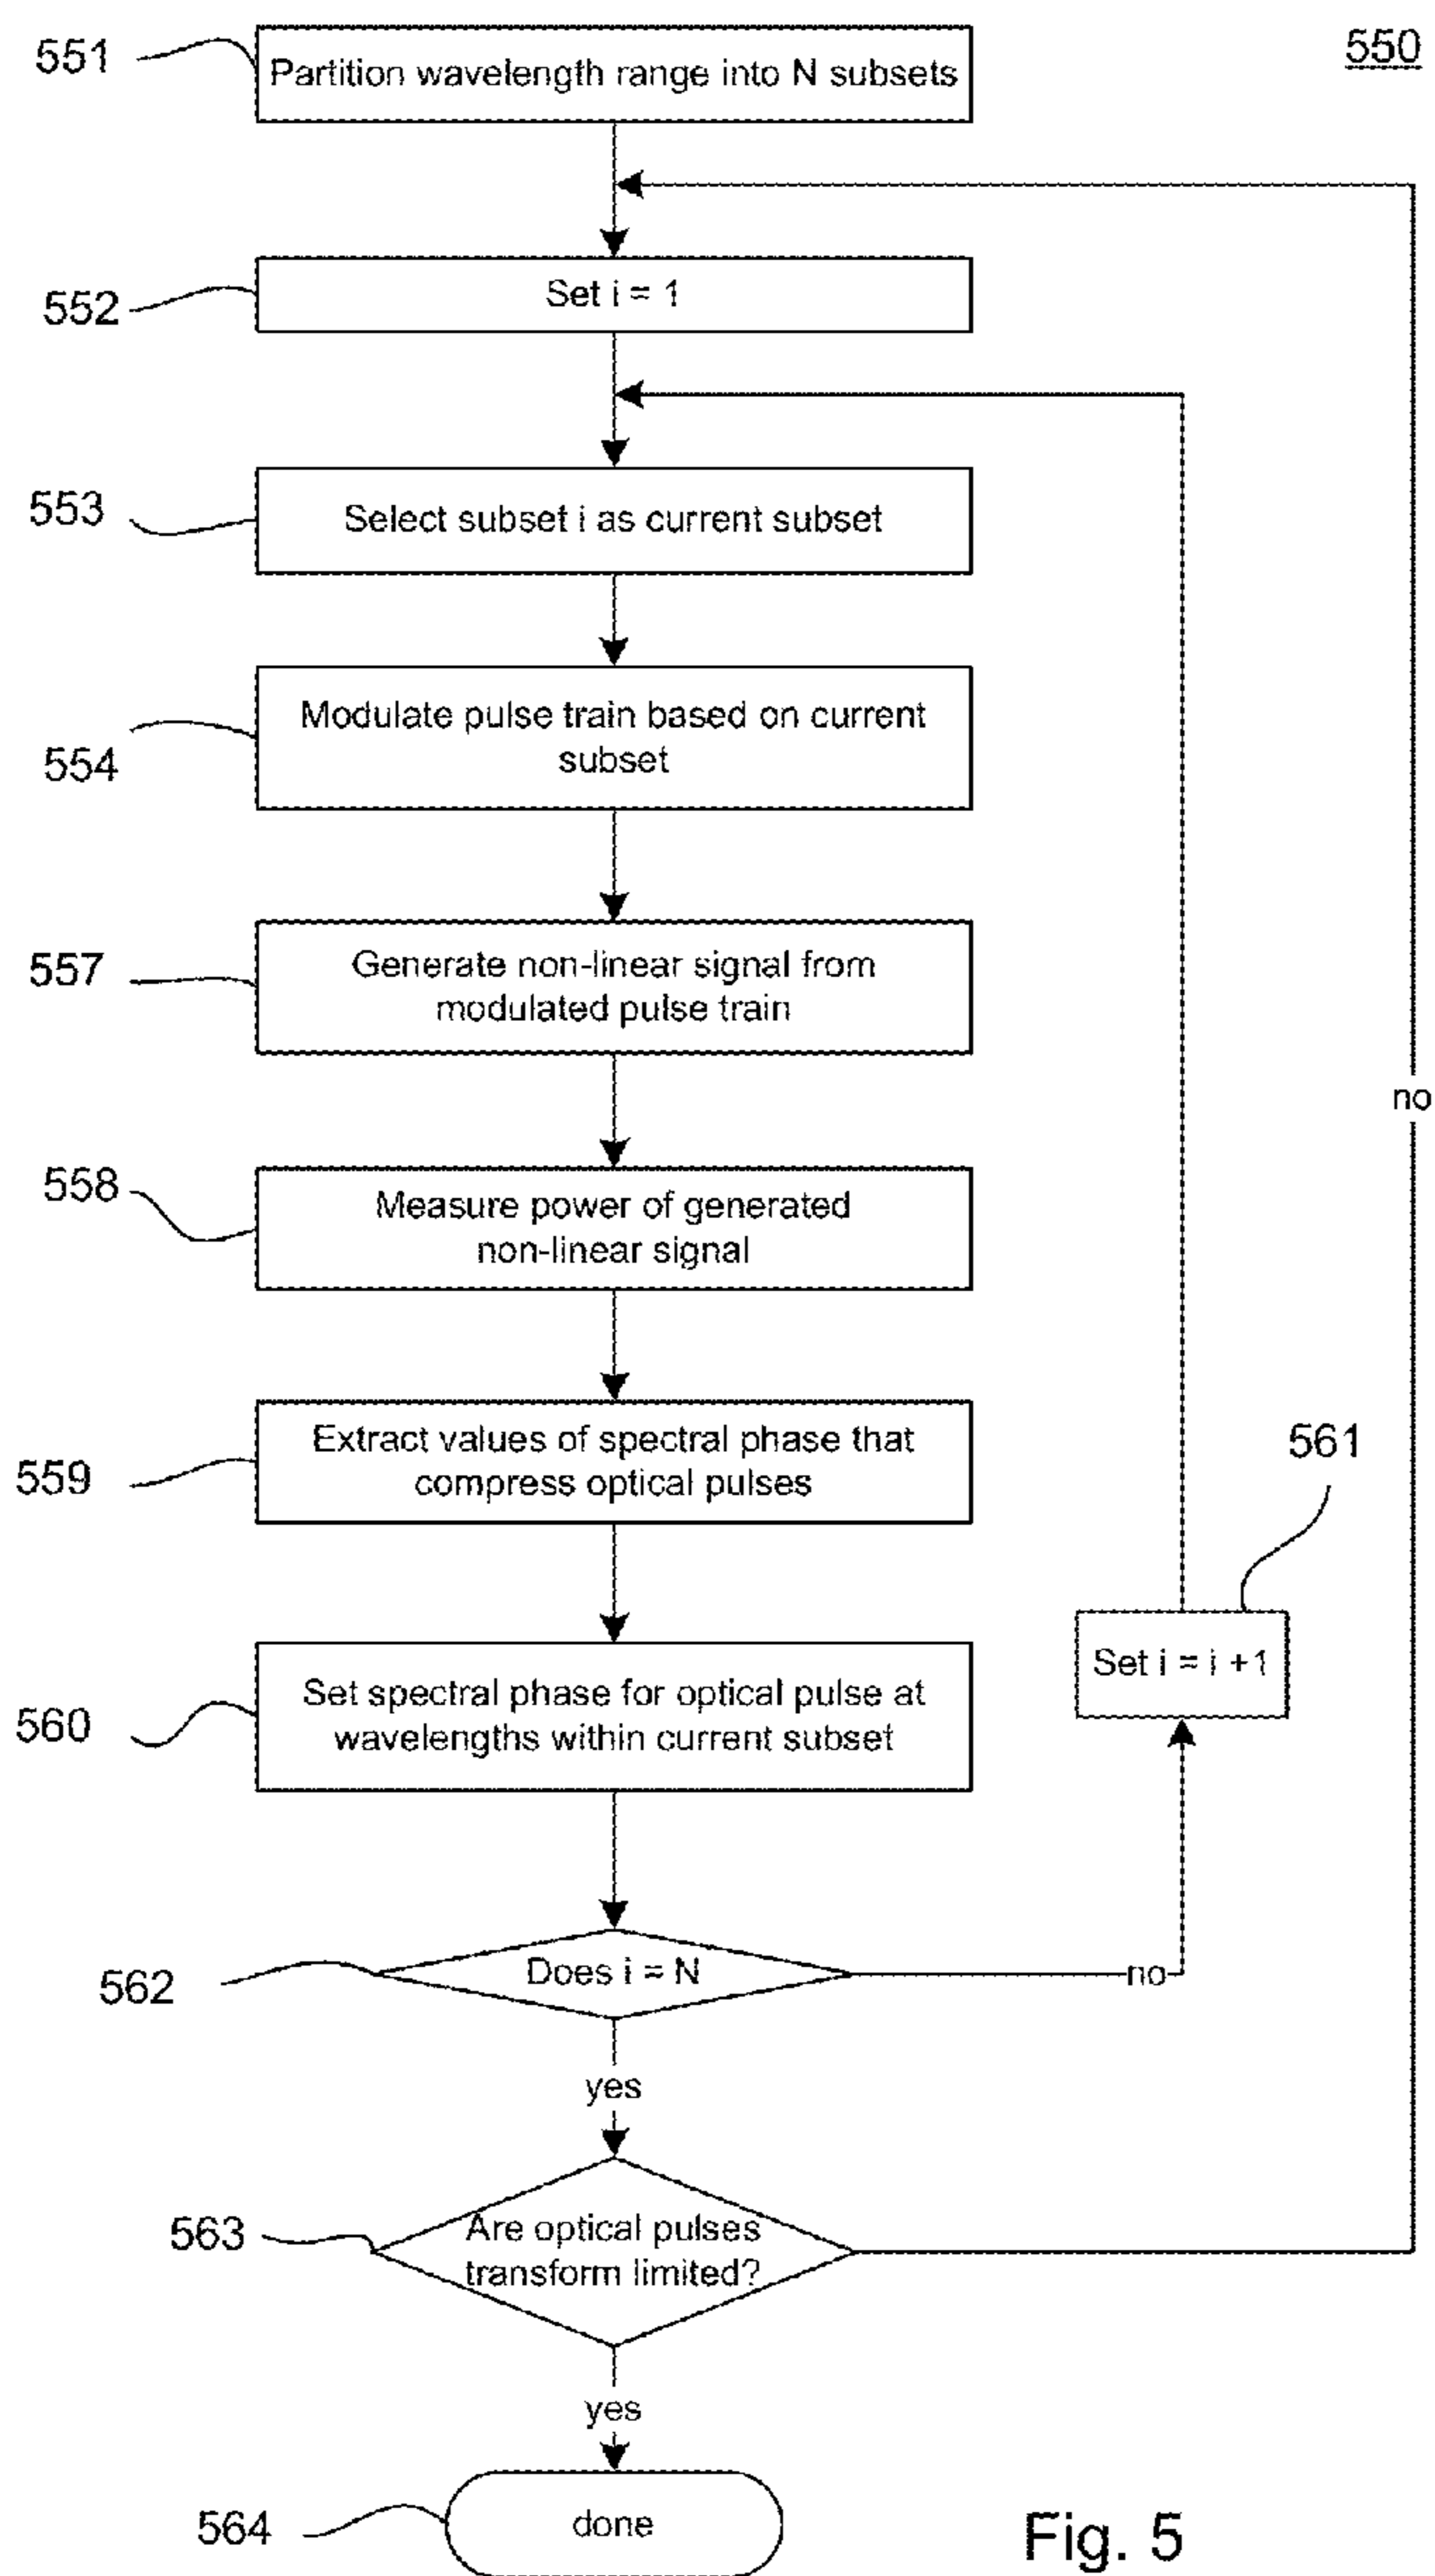 550
551
Partition wavelength range into N subsets
552
Set i = 1
553
Select subset i as current subset
554
Modulate pulse train based on current
subset
557
Generate non-linear signal from
modulated pulse train
no
558
Measure power of generated
non-linear signal
559
Extract values of spectral phase that
compress optical pulses
561
Set i = i +1
560
Set spectral phase for optical pulse at
wavelengths within current subset
562
Does i = N
no
yes
563
Are optical pulses
transform limited?
yes
564
done
Fig. 5